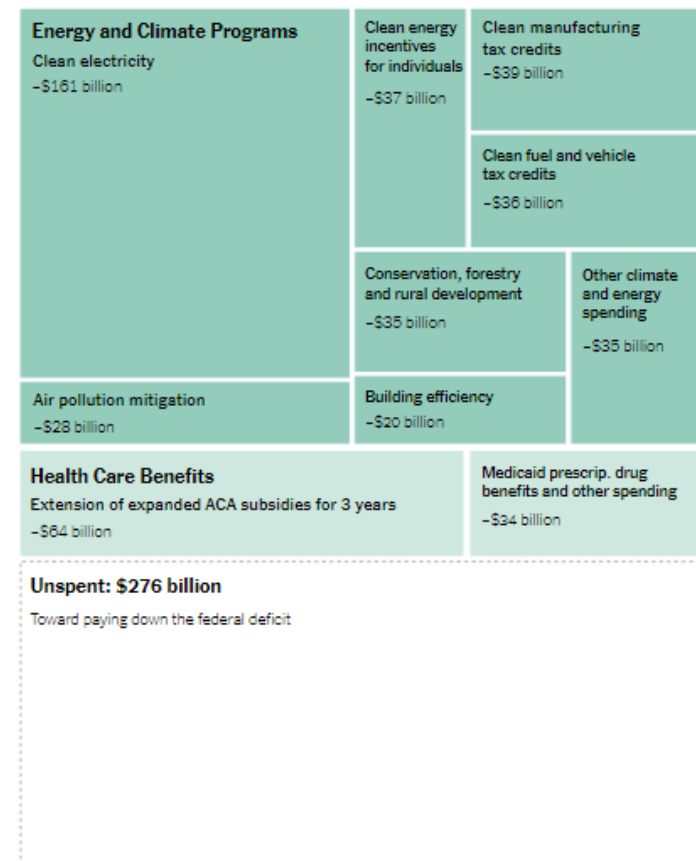 Energy and Climate Programs
Clean electricity
–$161 billion
Clean energy
incentives
for individuals
–$37 billion
Clean manufacturing
tax credits
–$39 billion
Clean fuel and vehicle
tax credits
–$36 billion
Conservation, forestry
and rural development
–$35 billion
Other climate
and energy
spending
–$35 billion
Air pollution mitigation
–$28 billion
Building efficiency
–$20 billion
Health Care Benefits
Extension of expanded ACA subsidies for 3 years
–$64 billion
Medicaid prescrip. drug
benefits and other spending
–$34 billion
Unspent: $276 billion
Toward paying down the federal deficit